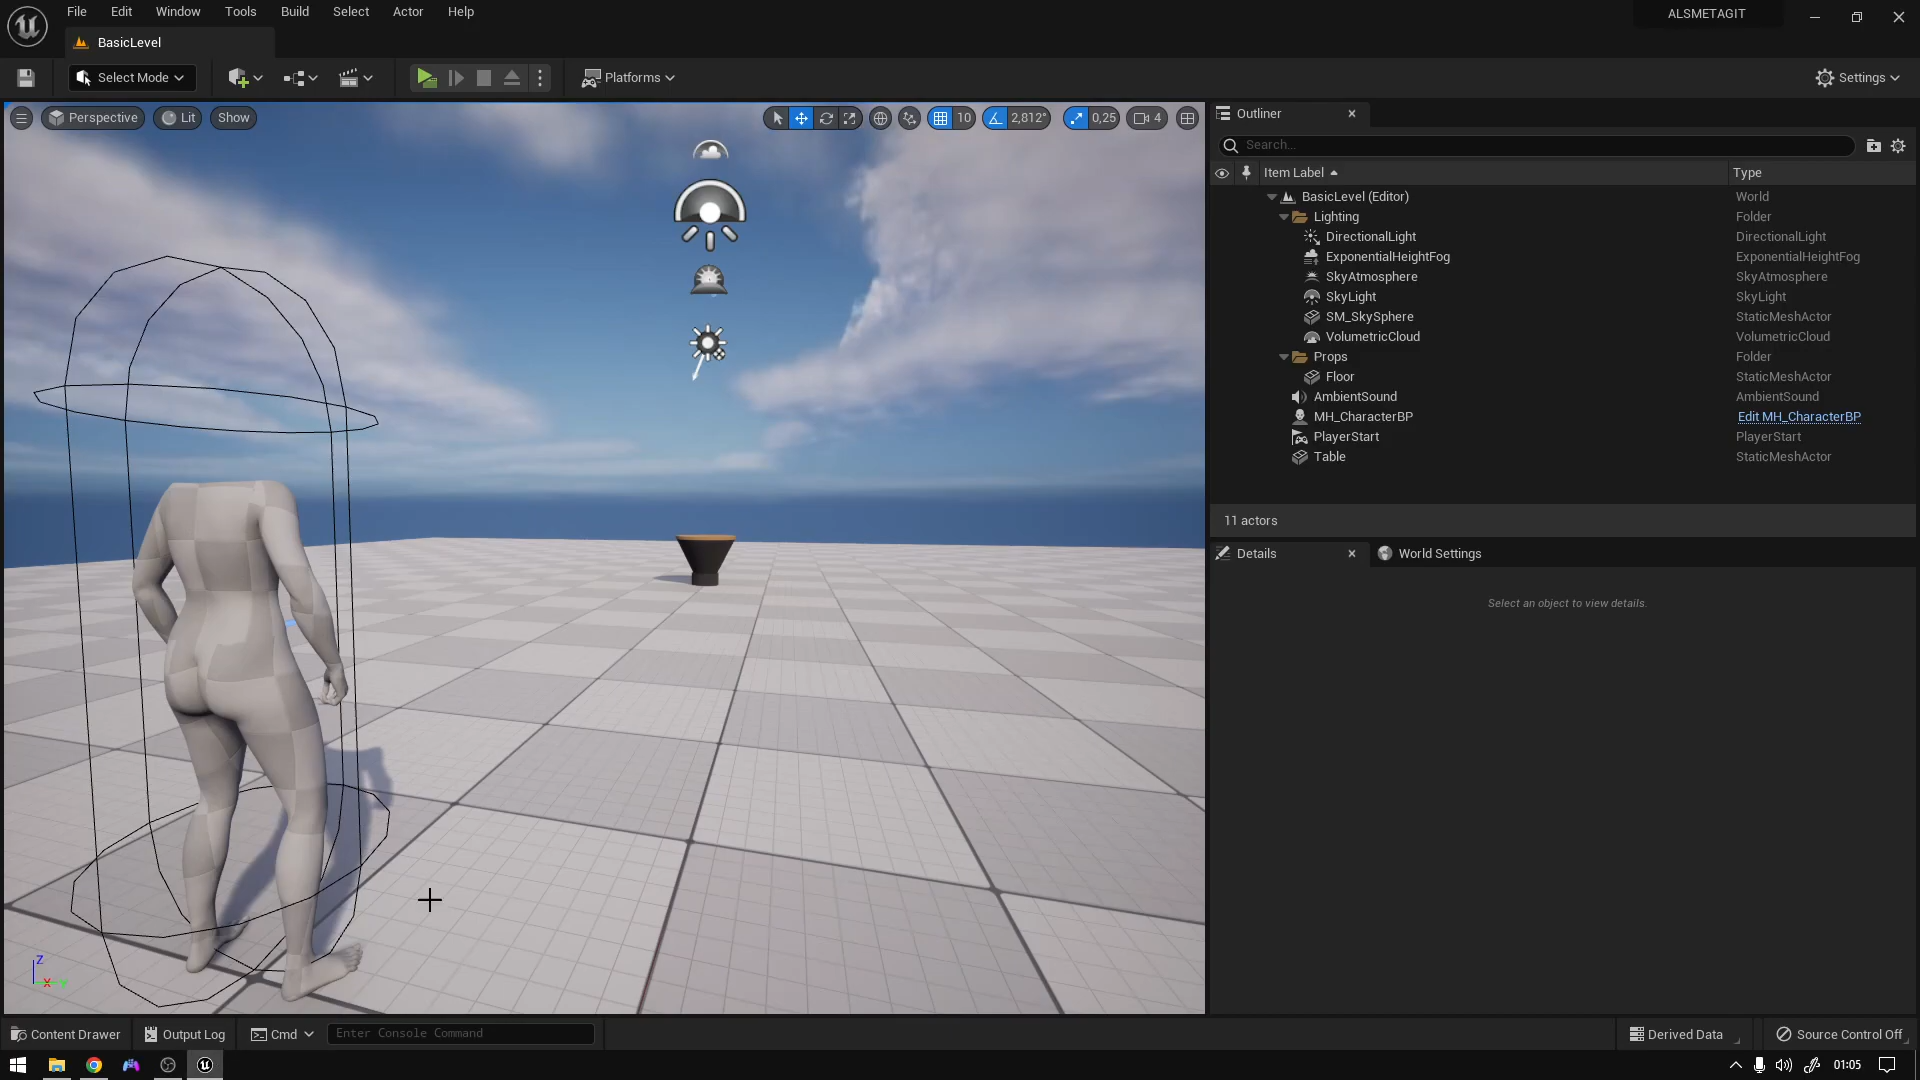 File Edit Window Tools Build Select Actor Help
ALSMETAGIT
BasicLevel
Select Mode
Platforms
Settings
Perspective Lit Show
10 2,812° 0,25 4
Outliner
Search...
Item Label Type
BasicLevel (Editor) World
Lighting Folder
DirectionalLight DirectionalLight
ExponentialHeightFog ExponentialHeightFog
SkyAtmosphere SkyAtmosphere
SkyLight SkyLight
SM_SkySphere StaticMeshActor
VolumetricCloud VolumetricCloud
Props Folder
Floor StaticMeshActor
AmbientSound AmbientSound
MH_CharacterBP Edit MH_CharacterBP
PlayerStart PlayerStart
Table StaticMeshActor
11 actors
Details World Settings
Select an object to view details.
Z
X
Content Drawer Output Log Cmd Enter Console Command
Derived Data Source Control Off
01:05